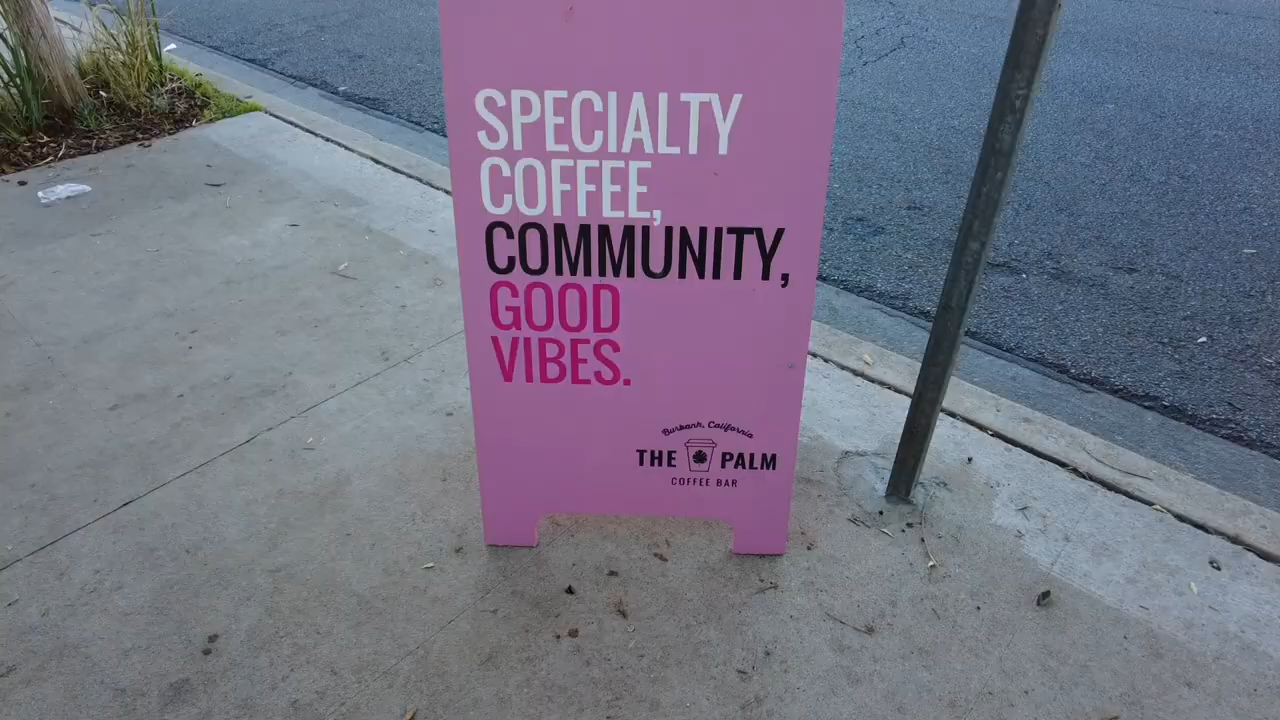 SPECIALTY
COFFEE,
COMMUNITY,
GOOD
VIBES.
Burbank, California
THE PALM
COFFEE BAR